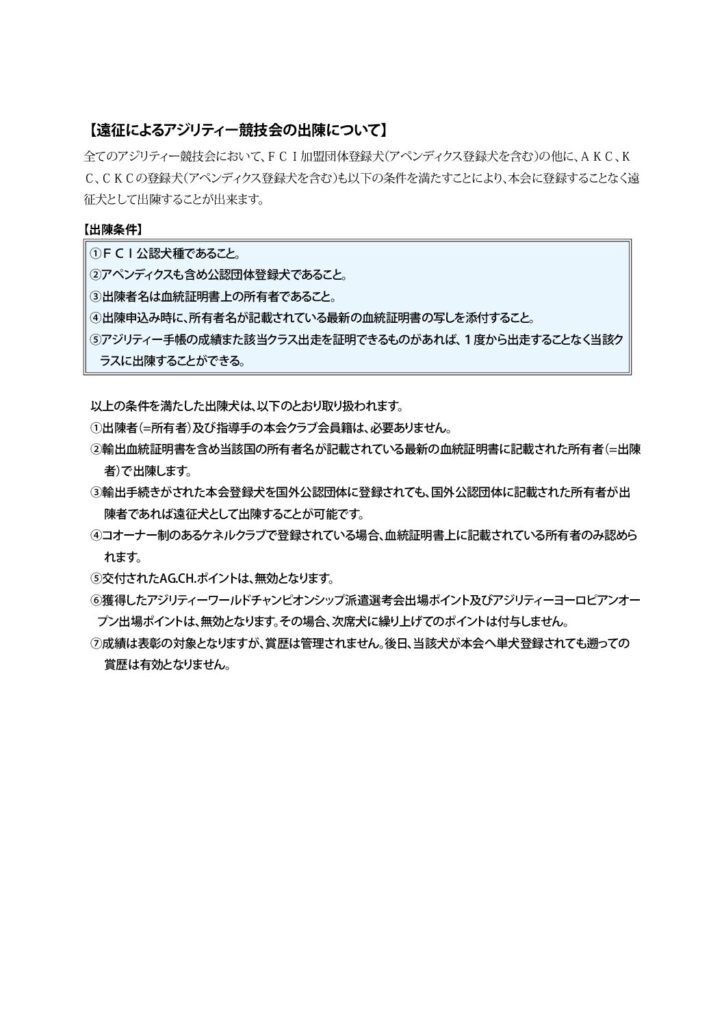 【遠征によるアジリティー競技会の出陳について】
全てのアジリティー競技会において、ＦＣＩ加盟団体登録犬（アペンディクス登録犬を含む）の他に、ＡＫＣ、Ｋ
Ｃ、ＣＫＣの登録犬（アペンディクス登録犬を含む）も以下の条件を満たすことにより、本会に登録することなく遠
征犬として出陳することが出来ます。
【出陳条件】
①ＦＣＩ公認犬種であること。
②アペンディクスも含め公認団体登録犬であること。
③出陳者名は血統証明書上の所有者であること。
④出陳申込み時に、所有者名が記載されている最新の血統証明書の写しを添付すること。
⑤アジリティー手帳の成績また該当クラス出走を証明できるものがあれば、１度から出走することなく当該ク
ラスに出陳することができる。
以上の条件を満たした出陳犬は、以下のとおり取り扱われます。
①出陳者（=所有者）及び指導手の本会クラブ会員籍は、必要ありません。
②輸出血統証明書を含め当該国の所有者名が記載されている最新の血統証明書に記載された所有者（=出陳
者）で出陳します。
③輸出手続きがされた本会登録犬を国外公認団体に登録されても、国外公認団体に記載された所有者が出
陳者であれば遠征犬として出陳することが可能です。
④コオーナー制のあるケネルクラブで登録されている場合、血統証明書上に記載されている所有者のみ認めら
れます。
⑤交付されたAG.CH.ポイントは、無効となります。
⑥獲得したアジリティーワールドチャンピオンシップ派遣選考会出場ポイント及びアジリティーヨーロピアンオー
プン出場ポイントは、無効となります。その場合、次席犬に繰り上げてのポイントは付与しません。
⑦成績は表彰の対象となりますが、賞歴は管理されません。後日、当該犬が本会へ単犬登録されても遡っての
賞歴は有効となりません。